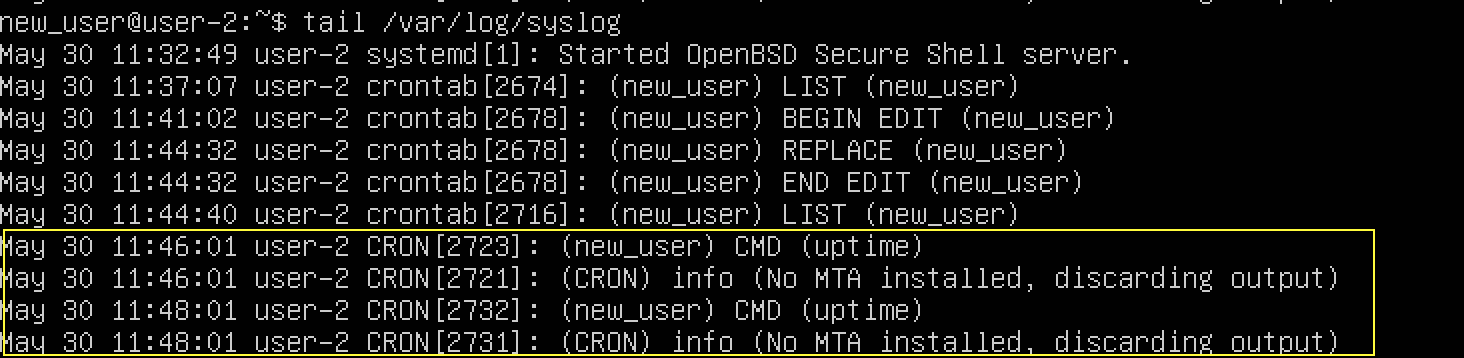 new_user@user-2:~$ tail /var/log/syslog
May 30 11:32:49 user-2 systemd[1]: Started OpenBSD Secure Shell server.
May 30 11:37:07 user-2 crontab[2674]: (new_user) LIST (new_user)
May 30 11:41:02 user-2 crontab[2678]: (new_user) BEGIN EDIT (new_user)
May 30 11:44:32 user-2 crontab[2678]: (new_user) REPLACE (new_user)
May 30 11:44:32 user-2 crontab[2678]: (new_user) END EDIT (new_user)
May 30 11:44:40 user-2 crontab[2716]: (new_user) LIST (new_user)
May 30 11:46:01 user-2 CRON[2723]: (new_user) CMD (uptime)
May 30 11:46:01 user-2 CRON[2721]: (CRON) info (No MTA installed, discarding output)
May 30 11:48:01 user-2 CRON[2732]: (new_user) CMD (uptime)
May 30 11:48:01 user-2 CRON[2731]: (CRON) info (No MTA installed, discarding output)